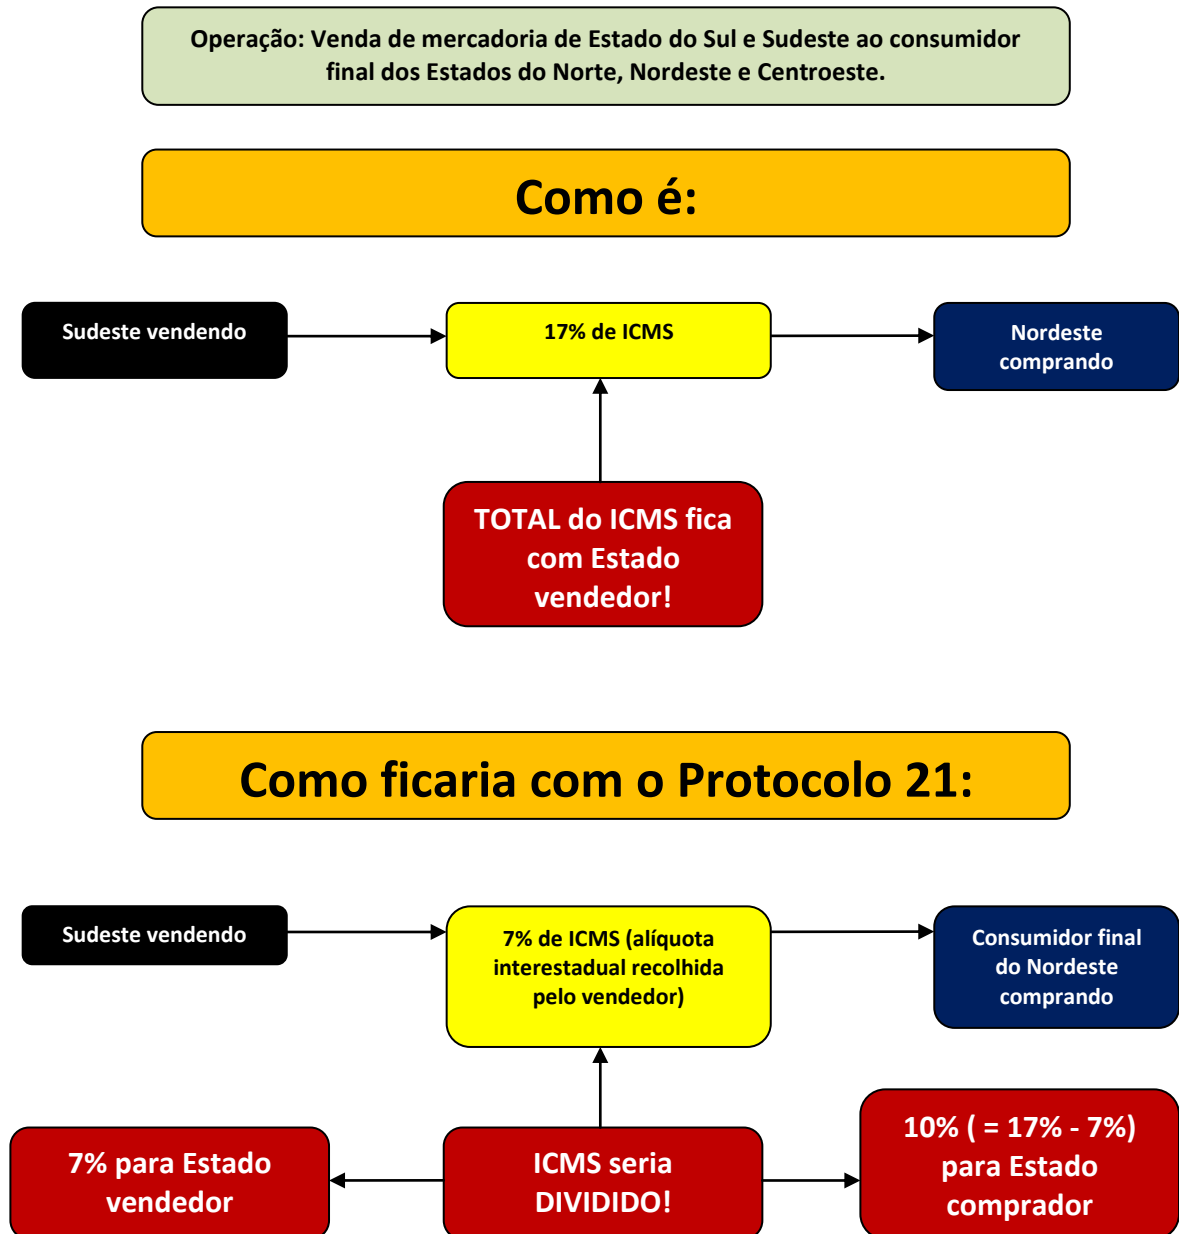 Operação: Venda de mercadoria de Estado do Sul e Sudeste ao consumidor
final dos Estados do Norte, Nordeste e Centroeste.
Como é:
Sudeste vendendo
17% de ICMS
Nordeste
comprando
TOTAL do ICMS fica
com Estado
vendedor!
Como ficaria com o Protocolo 21:
Sudeste vendendo
7% de ICMS (alíquota
interestadual recolhida
pelo vendedor)
Consumidor final
do Nordeste
comprando
7% para Estado
vendedor
ICMS seria
DIVIDIDO!
10% ( = 17% - 7%)
para Estado
comprador